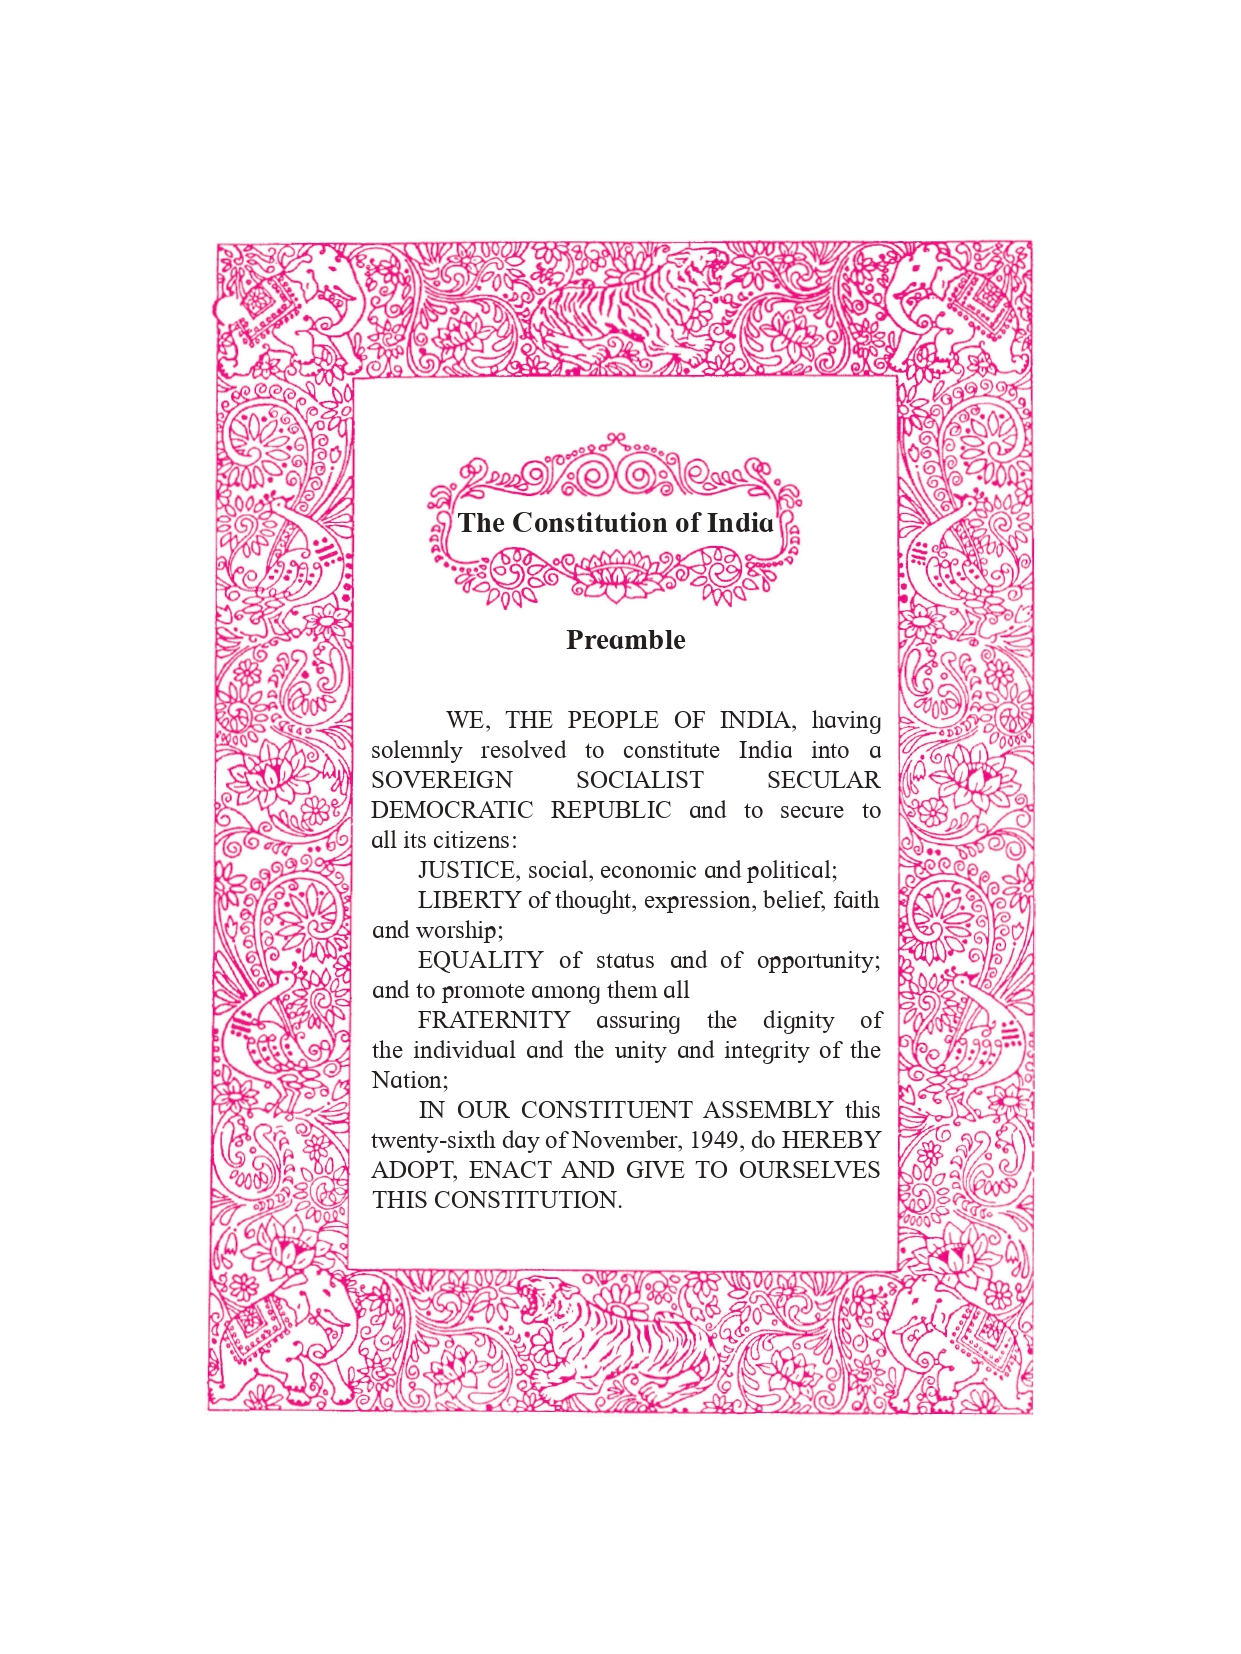 The Constitution of India
Preamble
WE, THE PEOPLE OF INDIA, having
solemnly resolved to constitute India into a
SOVEREIGN SOCIALIST SECULAR
DEMOCRATIC REPUBLIC and to secure to
all its citizens:
JUSTICE, social, economic and political;
LIBERTY of thought, expression, belief, faith
and worship;
EQUALITY of status and of opportunity;
and to promote among them all
FRATERNITY assuring the dignity of
the individual and the unity and integrity of the
Nation;
IN OUR CONSTITUENT ASSEMBLY this
twenty-sixth day of November, 1949, do HEREBY
ADOPT, ENACT AND GIVE TO OURSELVES
THIS CONSTITUTION.